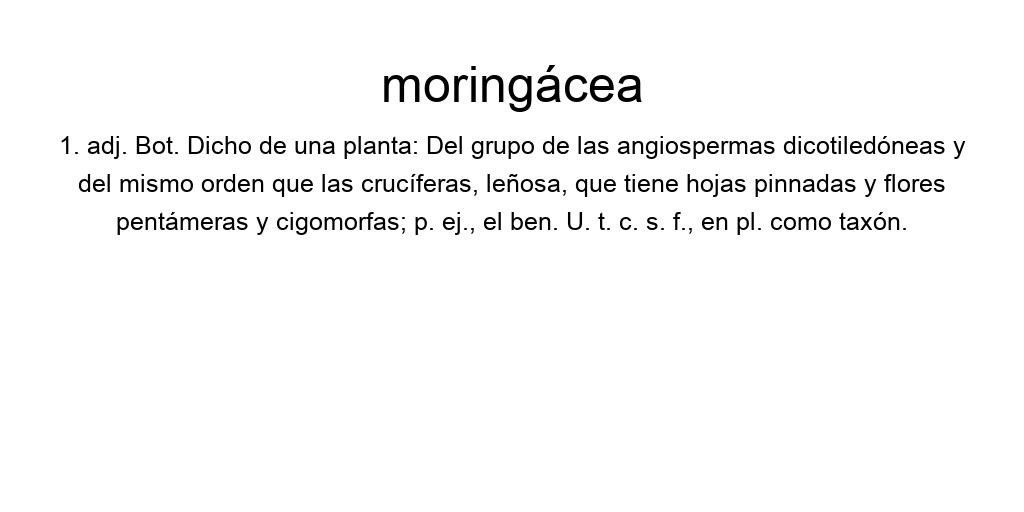 moringácea
1. adj. Bot. Dicho de una planta: Del grupo de las angiospermas dicotiledóneas y
del mismo orden que las crucíferas, leñosa, que tiene hojas pinnadas y flores
pentámeras y cigomorfas; p. ej., el ben. U. t. c. s. f., en pl. como taxón.